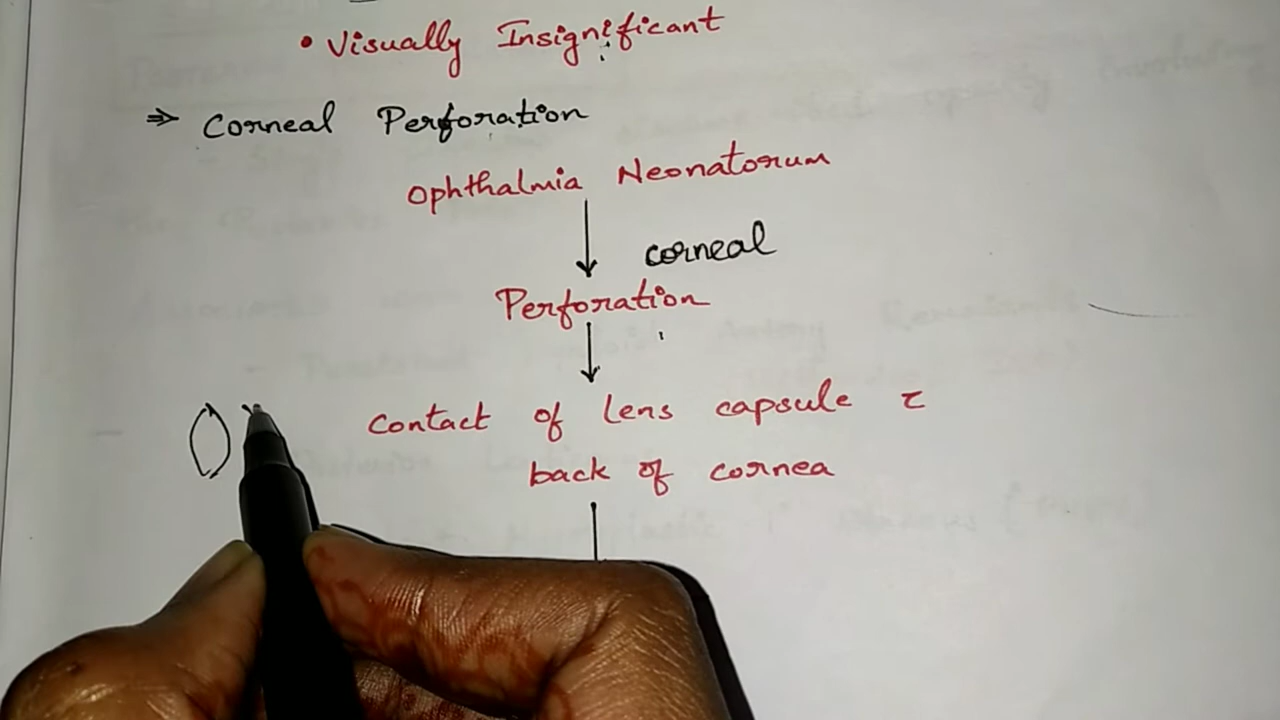 • Visually Insignificant
⇒ Corneal Perforation
Ophthalmia Neonatorum
corneal
Perforation
Contact of lens capsule c̄
back of cornea